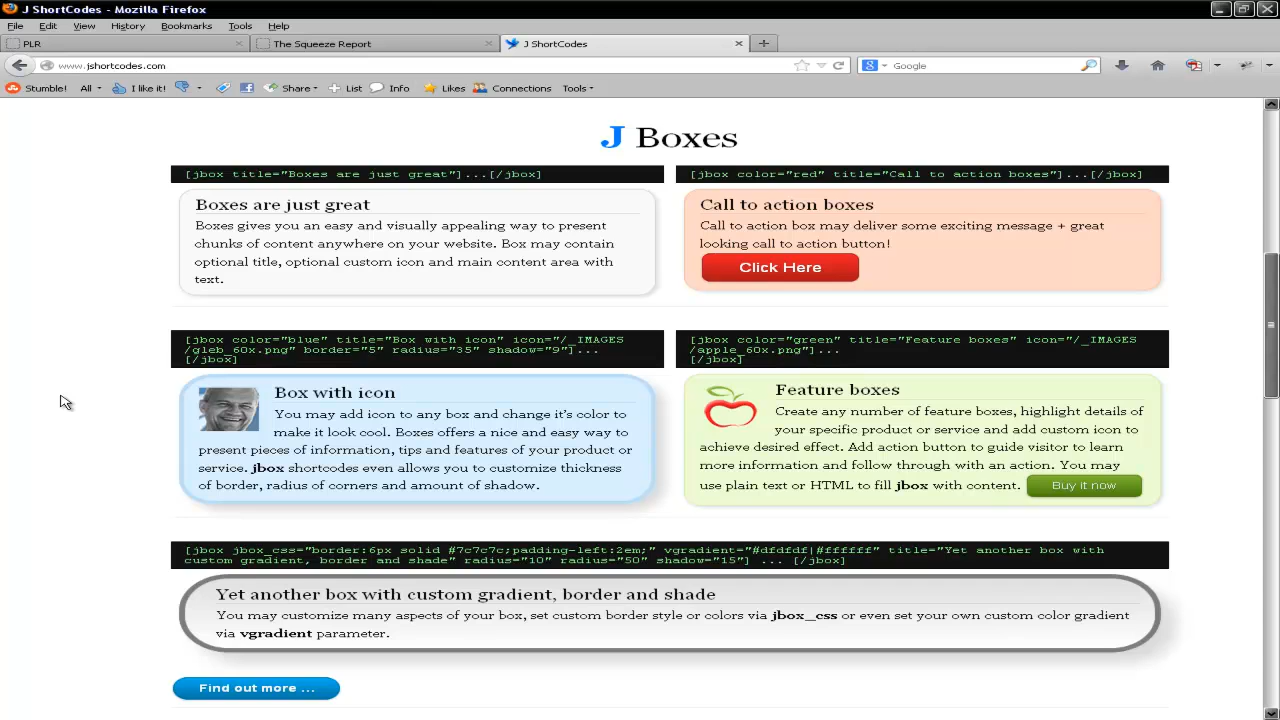 J ShortCodes - Mozilla Firefox
File Edit View History Bookmarks Tools Help
PLR
The Squeeze Report
J ShortCodes
www.jshortcodes.com
Google
Stumble! All I like it! Share List Info Likes Connections Tools
J Boxes
[jbox title="Boxes are just great"]...[/jbox]
Boxes are just great
Boxes gives you an easy and visually appealing way to present
chunks of content anywhere on your website. Box may contain
optional title, optional custom icon and main content area with
text.
[jbox color="red" title="Call to action boxes"]...[/jbox]
Call to action boxes
Call to action box may deliver some exciting message + great
looking call to action button!
Click Here
[jbox color="blue" title="Box with icon" icon="/_IMAGES
/gleb_60x.png" border="5" radius="35" shadow="9"]...
[/jbox]
Box with icon
You may add icon to any box and change it's color to
make it look cool. Boxes offers a nice and easy way to
present pieces of information, tips and features of your product or
service. jbox shortcodes even allows you to customize thickness
of border, radius of corners and amount of shadow.
[jbox color="green" title="Feature boxes" icon="/_IMAGES
/apple_60x.png"]...
[/jbox]
Feature boxes
Create any number of feature boxes, highlight details of
your specific product or service and add custom icon to
achieve desired effect. Add action button to guide visitor to learn
more information and follow through with an action. You may
use plain text or HTML to fill jbox with content. Buy it now
[jbox jbox_css="border:6px solid #7c7c7c;padding-left:2em;" vgradient="#dfdfdf|#ffffff" title="Yet another box with
custom gradient, border and shade" radius="10" radius="50" shadow="15"] ... [/jbox]
Yet another box with custom gradient, border and shade
You may customize many aspects of your box, set custom border style or colors via jbox_css or even set your own custom color gradient
via vgradient parameter.
Find out more ...